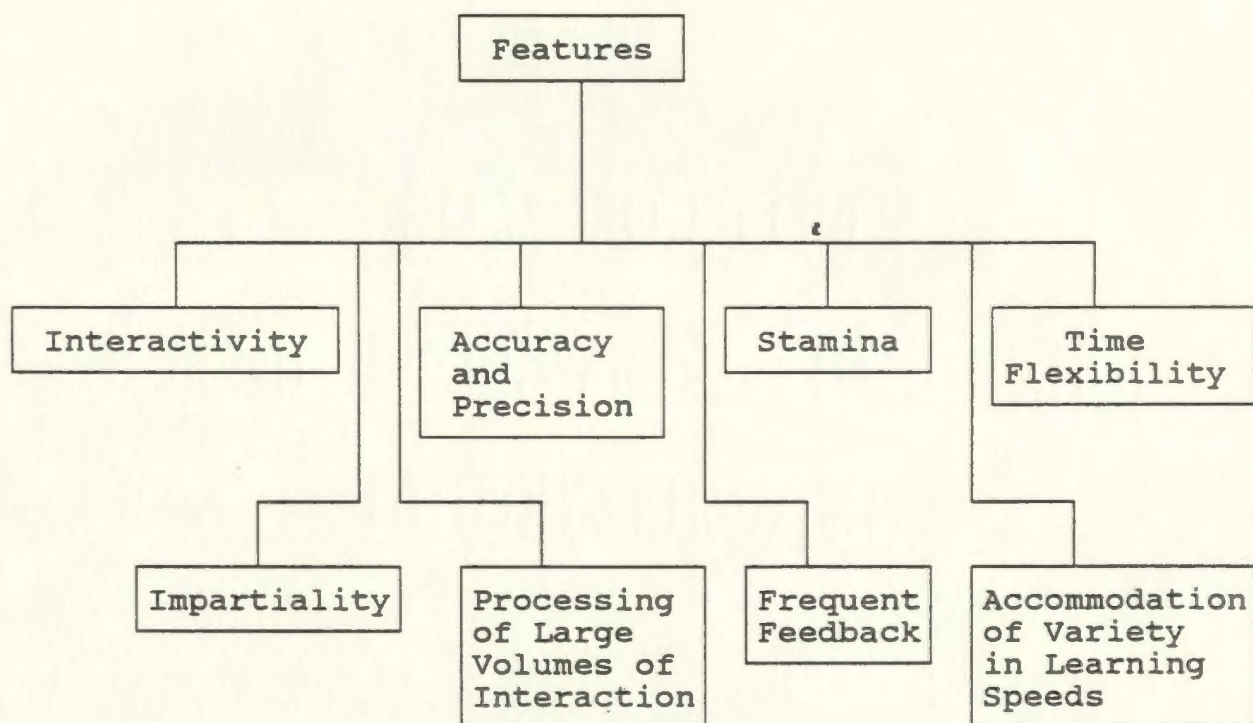 Features
Interactivity
Accuracy
and
Precision
Stamina
Time
Flexibility
Impartiality
Processing
of Large
Volumes of
Interaction
Frequent
Feedback
Accommodation
of Variety
in Learning
Speeds